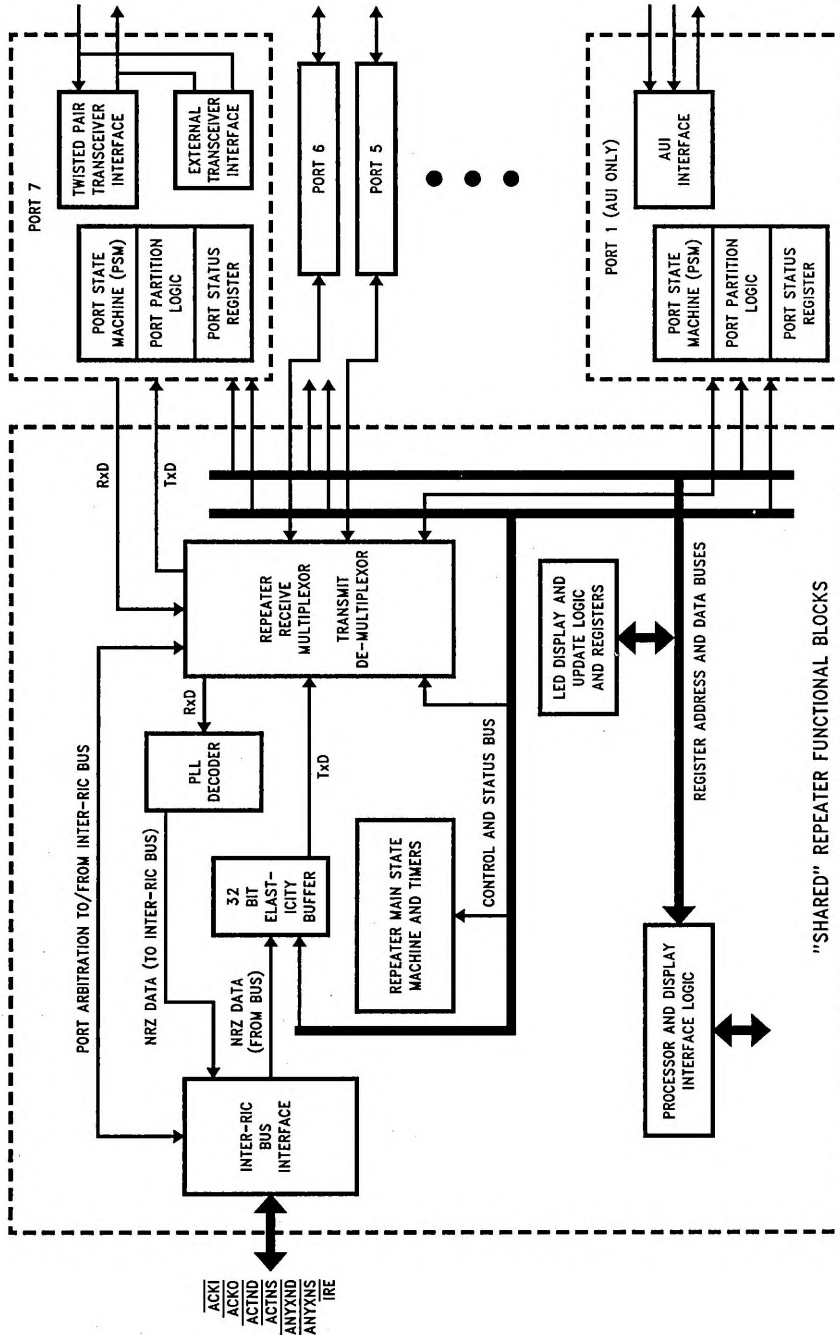 PORT 7
TWISTED PAIR
TRANSCEIVER
INTERFACE
EXTERNAL
TRANSCEIVER
INTERFACE
PORT STATE
MACHINE (PSM)
PORT PARTITION
LOGIC
PORT STATUS
REGISTER
PORT 6
PORT 5
PORT 1 (AUI ONLY)
AUI
INTERFACE
PORT STATE
MACHINE (PSM)
PORT PARTITION
LOGIC
PORT STATUS
REGISTER
RxD
TxD
PORT ARBITRATION TO/FROM INTER-RIC BUS
REPEATER
RECEIVE
MULTIPLEXOR
TRANSMIT
DE-MULTIPLEXOR
RxD
PLL
DECODER
TxD
NRZ DATA (TO INTER-RIC BUS)
32
BIT
ELAST-
ICITY
BUFFER
NRZ DATA
(FROM BUS)
INTER-RIC
BUS
INTERFACE
REPEATER MAIN STATE
MACHINE AND TIMERS
CONTROL AND STATUS BUS
LED DISPLAY AND
UPDATE LOGIC
AND REGISTERS
REGISTER ADDRESS AND DATA BUSES
PROCESSOR AND DISPLAY
INTERFACE LOGIC
"SHARED" REPEATER FUNCTIONAL BLOCKS
ACKI
ACKO
ACTND
ACTNS
ANYXND
ANYXNS
IRE